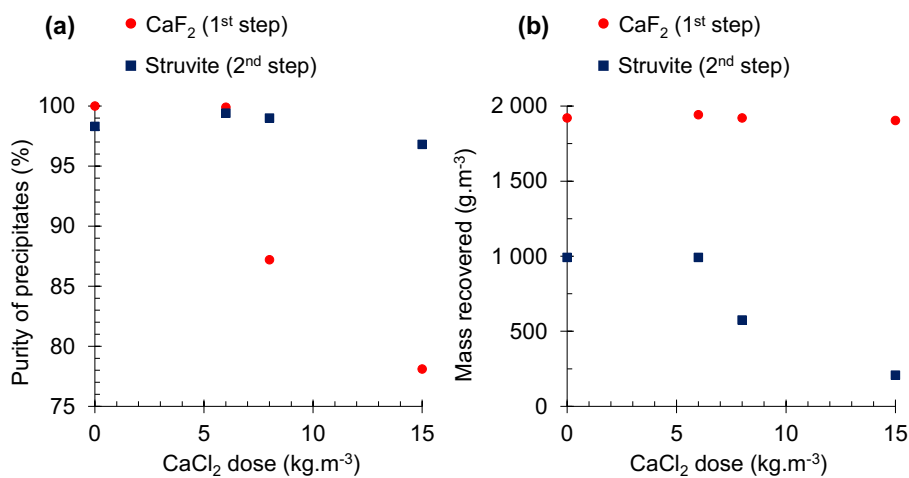 (a)
CaF₂ (1ˢᵗ step)
Struvite (2ⁿᵈ step)
Purity of precipitates (%)
100
95
90
85
80
75
0
5
10
15
CaCl₂ dose (kg.m⁻³)
(b)
CaF₂ (1ˢᵗ step)
Struvite (2ⁿᵈ step)
Mass recovered (g.m⁻³)
2 000
1 500
1 000
500
0
0
5
10
15
CaCl₂ dose (kg.m⁻³)